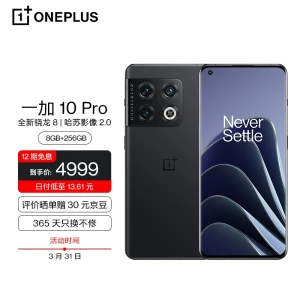 1+ ONEPLUS
一加 10 Pro
全新骁龙 8 | 哈苏影像 2.0
8GB+256GB
12 期免息
到手价: 4999
日付低至 13.61 元
评价晒单赠 30 元京豆
365 天只换不修
活动时间
3 月 31 日
Never
Settle